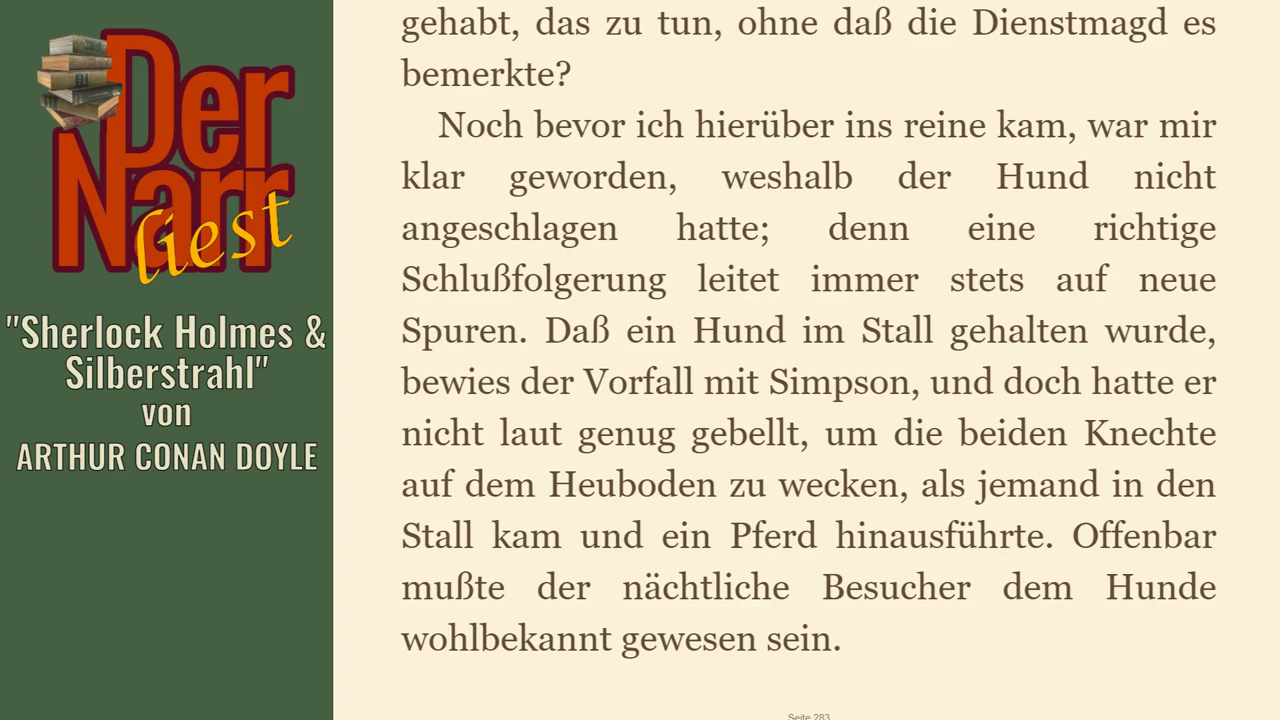 Der
Narr
liest
"Sherlock Holmes &
Silberstrahl"
von
ARTHUR CONAN DOYLE
gehabt, das zu tun, ohne daß die Dienstmagd es
bemerkte?
Noch bevor ich hierüber ins reine kam, war mir
klar geworden, weshalb der Hund nicht
angeschlagen hatte; denn eine richtige
Schlußfolgerung leitet immer stets auf neue
Spuren. Daß ein Hund im Stall gehalten wurde,
bewies der Vorfall mit Simpson, und doch hatte er
nicht laut genug gebellt, um die beiden Knechte
auf dem Heuboden zu wecken, als jemand in den
Stall kam und ein Pferd hinausführte. Offenbar
mußte der nächtliche Besucher dem Hunde
wohlbekannt gewesen sein.
Seite 283